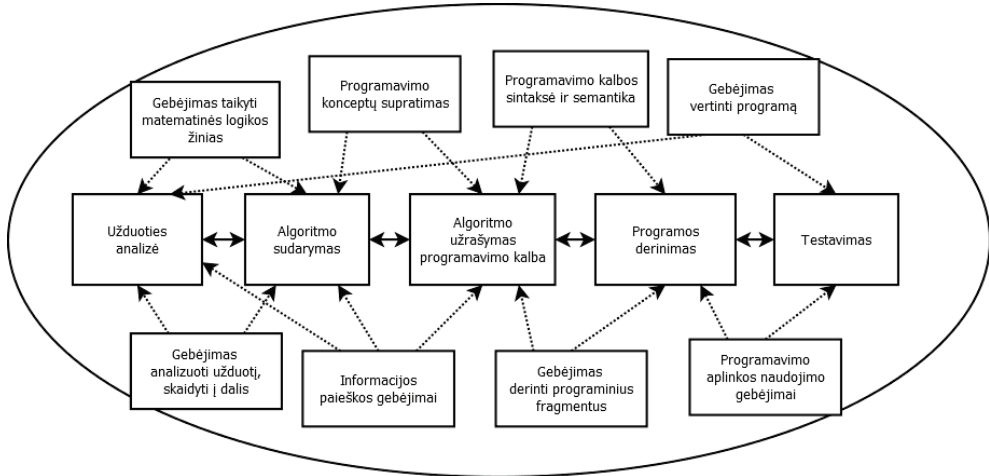 Gebėjimas taikyti
matematinės logikos
žinias
Programavimo
konceptų supratimas
Programavimo kalbos
sintaksė ir semantika
Gebėjimas
vertinti programą
Užduoties
analizė
Algoritmo
sudarymas
Algoritmo
užrašymas
programavimo kalba
Programos
derinimas
Testavimas
Gebėjimas
analizuoti užduotį,
skaidyti į dalis
Informacijos
paieškos gebėjimai
Gebėjimas
derinti programinius
fragmentus
Programavimo
aplinkos naudojimo
gebėjimai